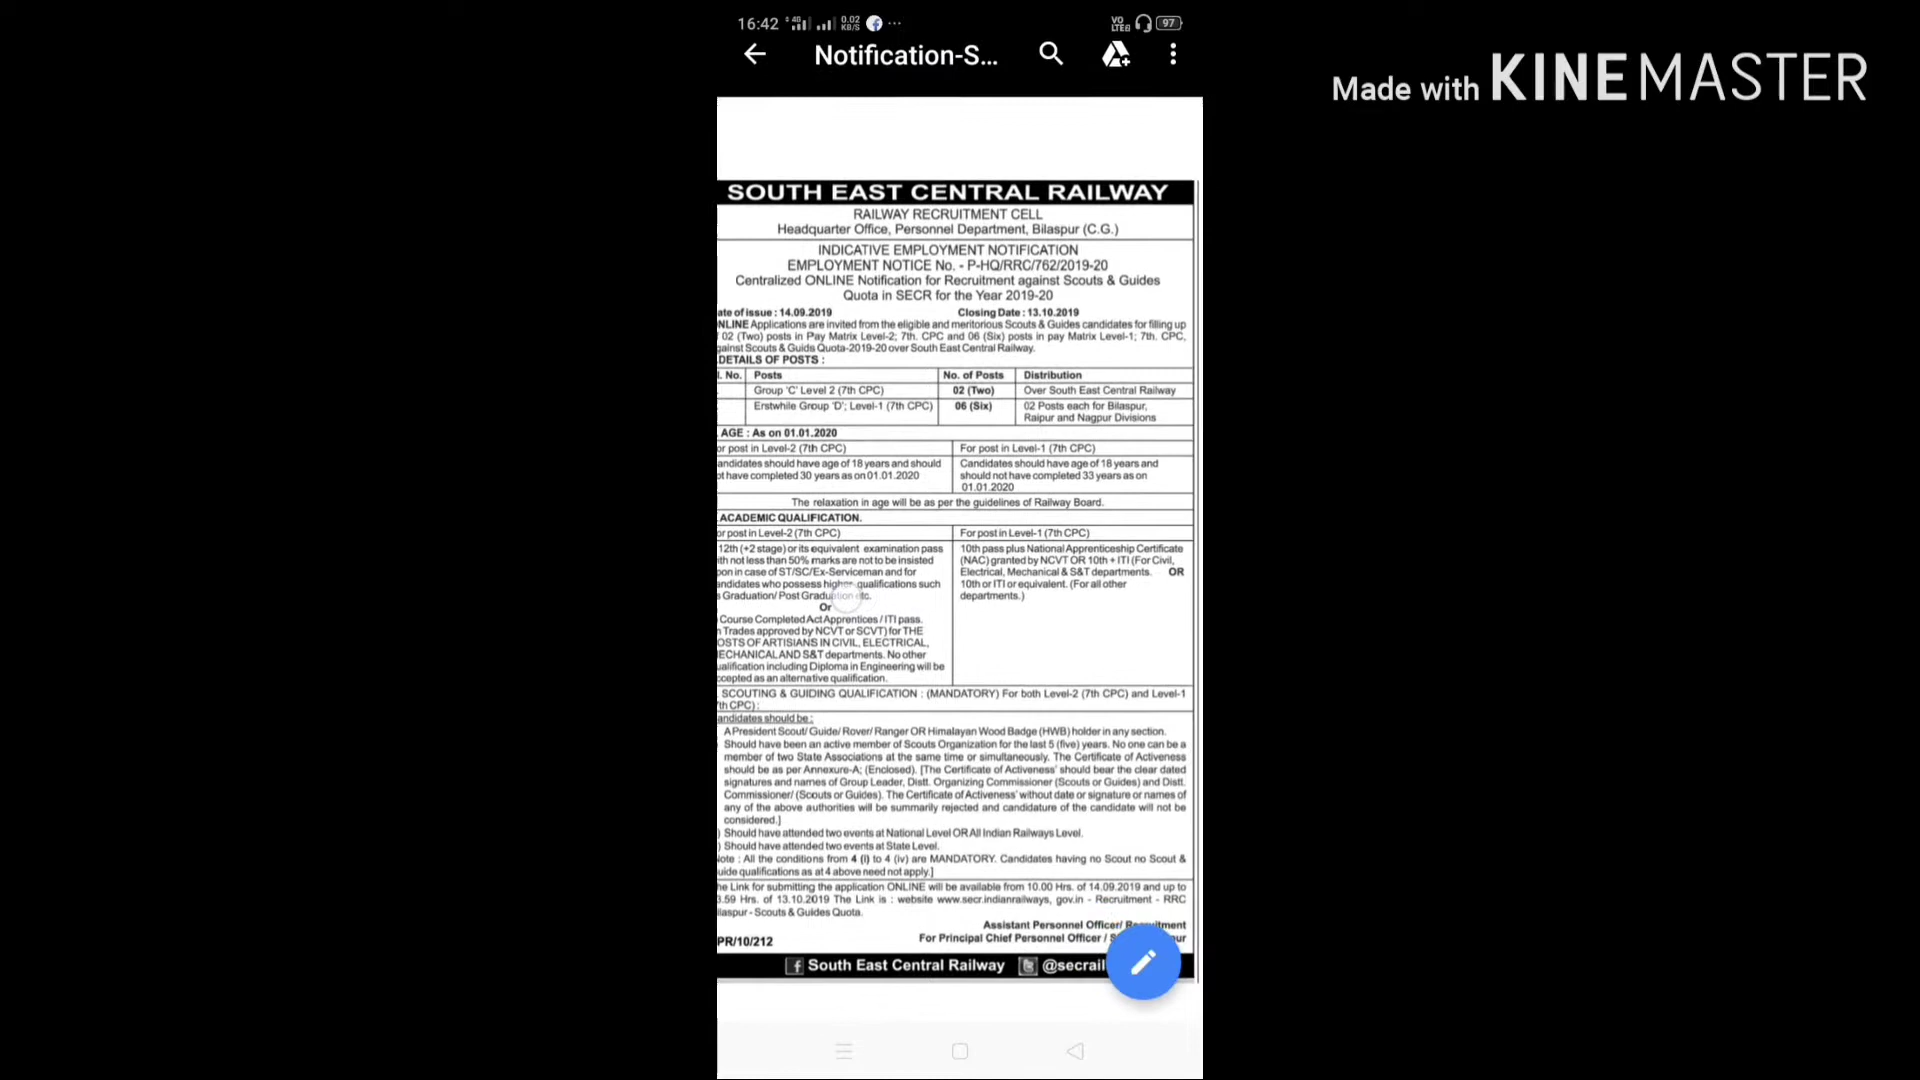 16:42 4G 0.02 KB/S f ... VO LTE2 97
Notification-S...
Made with KINEMASTER
SOUTH EAST CENTRAL RAILWAY
RAILWAY RECRUITMENT CELL
Headquarter Office, Personnel Department, Bilaspur (C.G.)
INDICATIVE EMPLOYMENT NOTIFICATION
EMPLOYMENT NOTICE No. - P-HQ/RRC/762/2019-20
Centralized ONLINE Notification for Recruitment against Scouts & Guides
Quota in SECR for the Year 2019-20
ate of issue : 14.09.2019 Closing Date : 13.10.2019
NLINE Applications are invited from the eligible and meritorious Scouts & Guides candidates for filling up
02 (Two) posts in Pay Matrix Level-2; 7th. CPC and 06 (Six) posts in pay Matrix Level-1; 7th. CPC,
gainst Scouts & Guids Quota-2019-20 over South East Central Railway.
DETAILS OF POSTS :
l. No. Posts No. of Posts Distribution
Group 'C' Level 2 (7th CPC) 02 (Two) Over South East Central Railway
Erstwhile Group 'D'; Level-1 (7th CPC) 06 (Six) 02 Posts each for Bilaspur,
Raipur and Nagpur Divisions
. AGE : As on 01.01.2020
or post in Level-2 (7th CPC) For post in Level-1 (7th CPC)
andidates should have age of 18 years and should Candidates should have age of 18 years and
ot have completed 30 years as on 01.01.2020 should not have completed 33 years as on
01.01.2020
The relaxation in age will be as per the guidelines of Railway Board.
. ACADEMIC QUALIFICATION.
or post in Level-2 (7th CPC) For post in Level-1 (7th CPC)
12th (+2 stage) or its equivalent examination pass 10th pass plus National Apprenticeship Certificate
ith not less than 50% marks are not to be insisted (NAC) granted by NCVT OR 10th + ITI (For Civil,
pon in case of ST/SC/Ex-Serviceman and for Electrical, Mechanical & S&T departments. OR
andidates who possess higher qualifications such 10th or ITI or equivalent. (For all other
s Graduation/ Post Graduation etc. departments.)
Or
Course Completed Act Apprentices / ITI pass.
n Trades approved by NCVT or SCVT) for THE
OSTS OF ARTISIANS IN CIVIL, ELECTRICAL,
ECHANICAL AND S&T departments. No other
ualification including Diploma in Engineering will be
ccepted as an alternative qualification.
. SCOUTING & GUIDING QUALIFICATION : (MANDATORY) For both Level-2 (7th CPC) and Level-1
7th CPC) :
andidates should be :
A President Scout/ Guide/ Rover/ Ranger OR Himalayan Wood Badge (HWB) holder in any section.
Should have been an active member of Scouts Organization for the last 5 (five) years. No one can be a
member of two State Associations at the same time or simultaneously. The Certificate of Activeness
should be as per Annexure-A; (Enclosed). [The Certificate of Activeness' should bear the clear dated
signatures and names of Group Leader, Distt. Organizing Commissioner (Scouts or Guides) and Distt.
Commissioner/ (Scouts or Guides). The Certificate of Activeness' without date or signature or names of
any of the above authorities will be summarily rejected and candidature of the candidate will not be
considered.]
) Should have attended two events at National Level OR All Indian Railways Level.
) Should have attended two events at State Level.
Note : All the conditions from 4 (i) to 4 (iv) are MANDATORY. Candidates having no Scout no Scout &
uide qualifications as at 4 above need not apply.]
he Link for submitting the application ONLINE will be available from 10.00 Hrs. of 14.09.2019 and up to
3.59 Hrs. of 13.10.2019 The Link is : website www.secr.indianrailways, gov.in - Recruitment - RRC
ilaspur - Scouts & Guides Quota.
Assistant Personnel Officer/ Recruitment
PR/10/212 For Principal Chief Personnel Officer / S ur
South East Central Railway @secrail